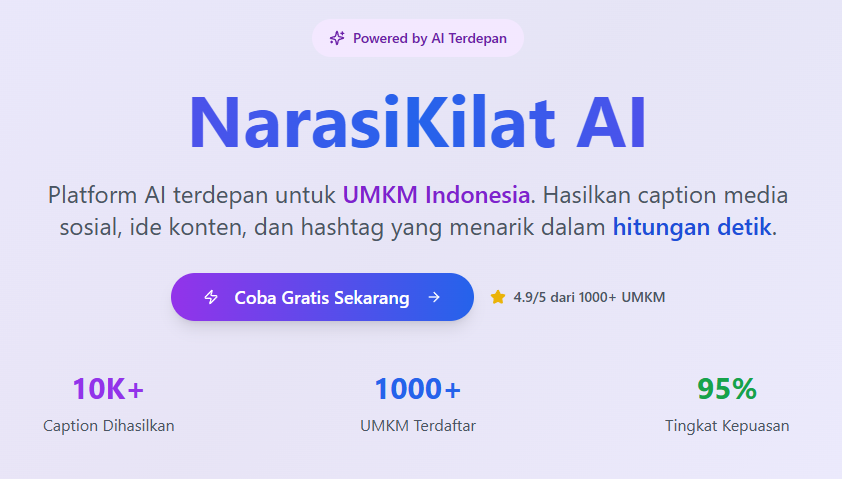 Powered by AI Terdepan
NarasiKilat AI
Platform AI terdepan untuk UMKM Indonesia. Hasilkan caption media
sosial, ide konten, dan hashtag yang menarik dalam hitungan detik.
Coba Gratis Sekarang
4.9/5 dari 1000+ UMKM
10K+
Caption Dihasilkan
1000+
UMKM Terdaftar
95%
Tingkat Kepuasan